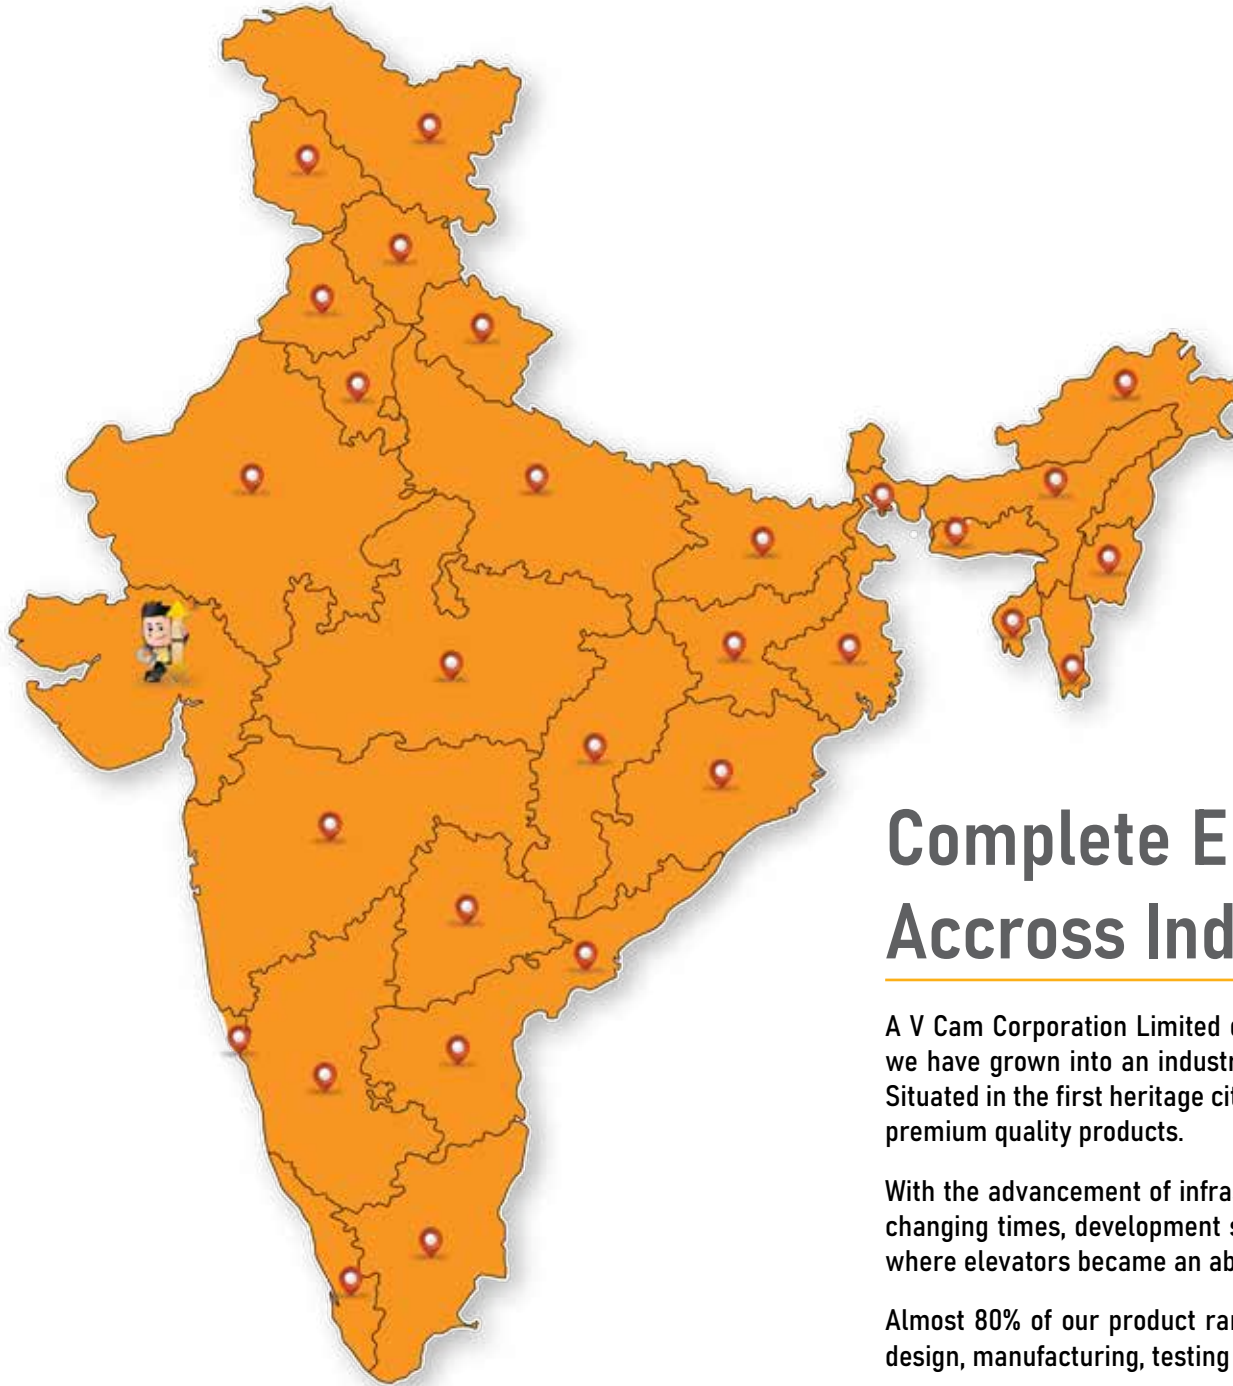 Complete E
Accross Ind
A V Cam Corporation Limited
we have grown into an industr
Situated in the first heritage cit
premium quality products.
With the advancement of infra
changing times, development s
where elevators became an ab
Almost 80% of our product ran
design, manufacturing, testing